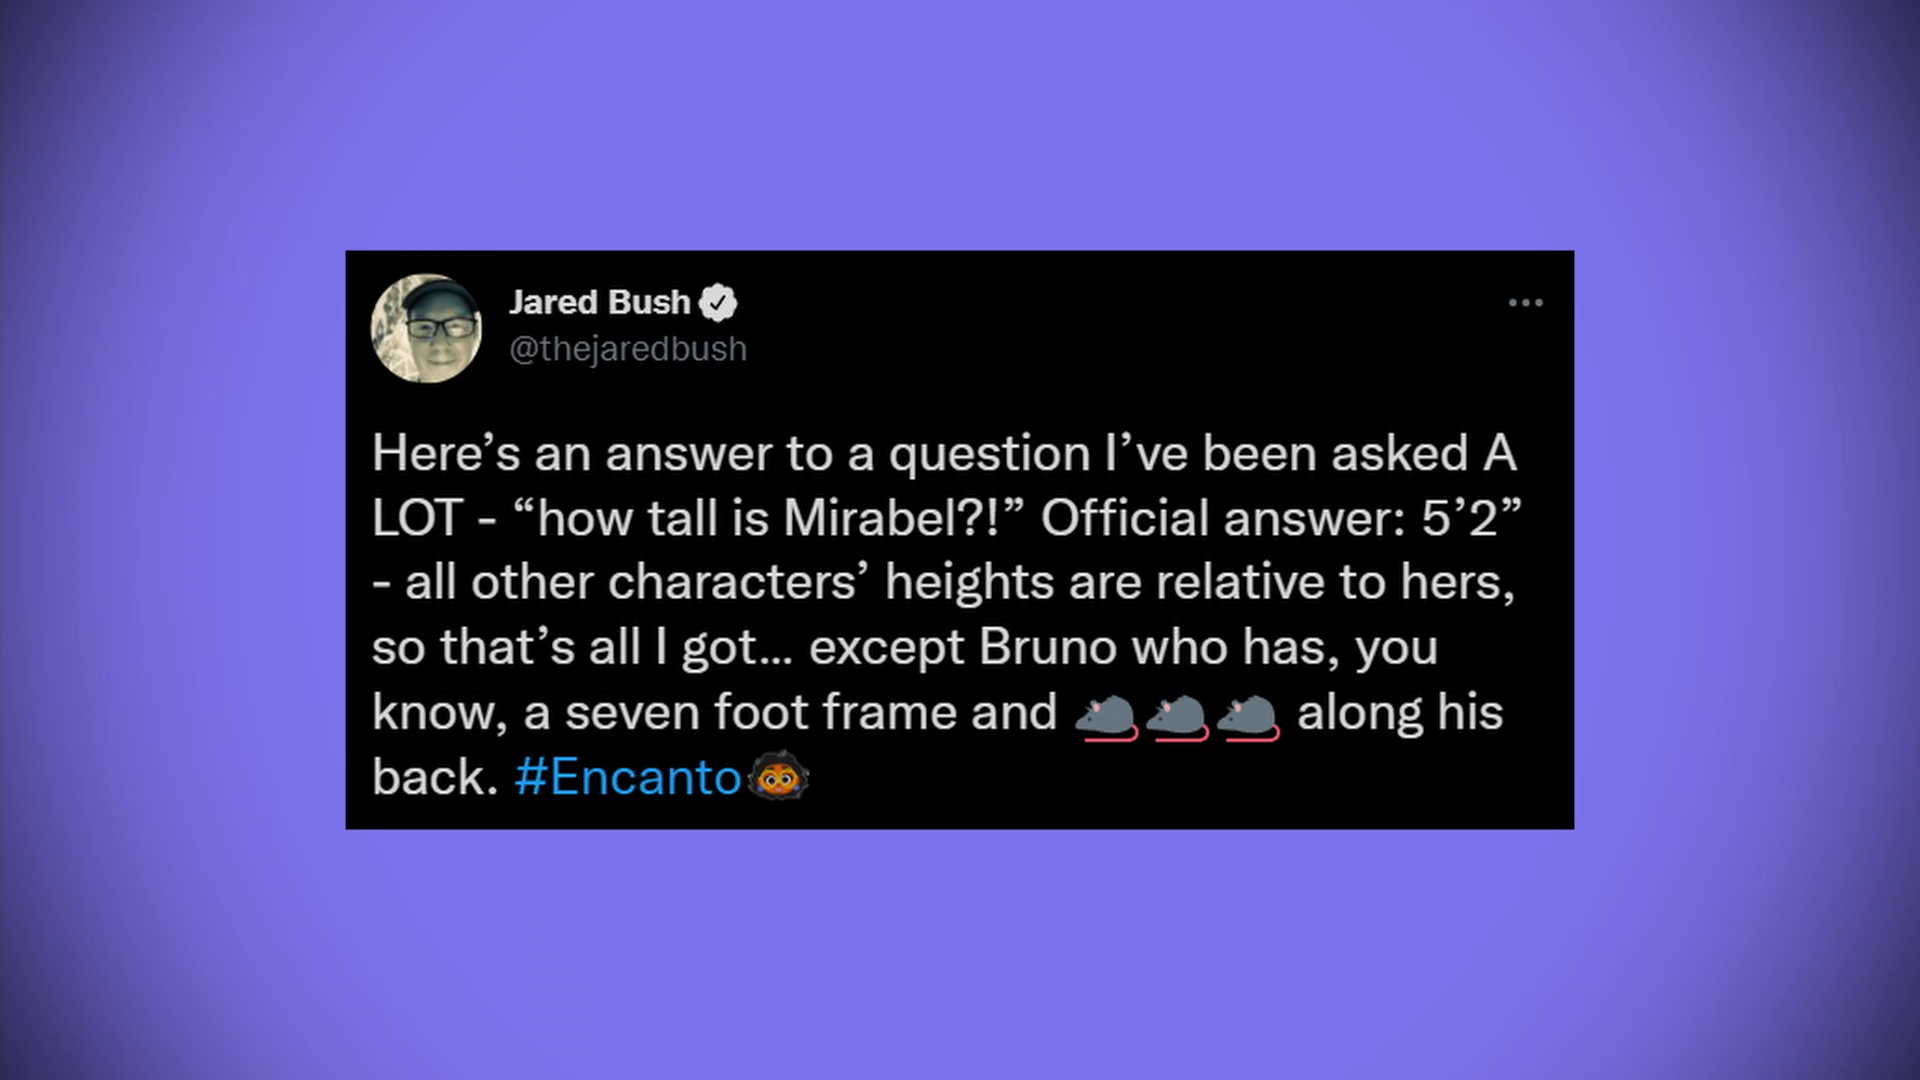 Jared Bush
@thejaredbush
Here’s an answer to a question I’ve been asked A
LOT - “how tall is Mirabel?!” Official answer: 5’2”
- all other characters’ heights are relative to hers,
so that’s all I got... except Bruno who has, you
know, a seven foot frame and 🐀🐀🐀 along his
back. #Encanto